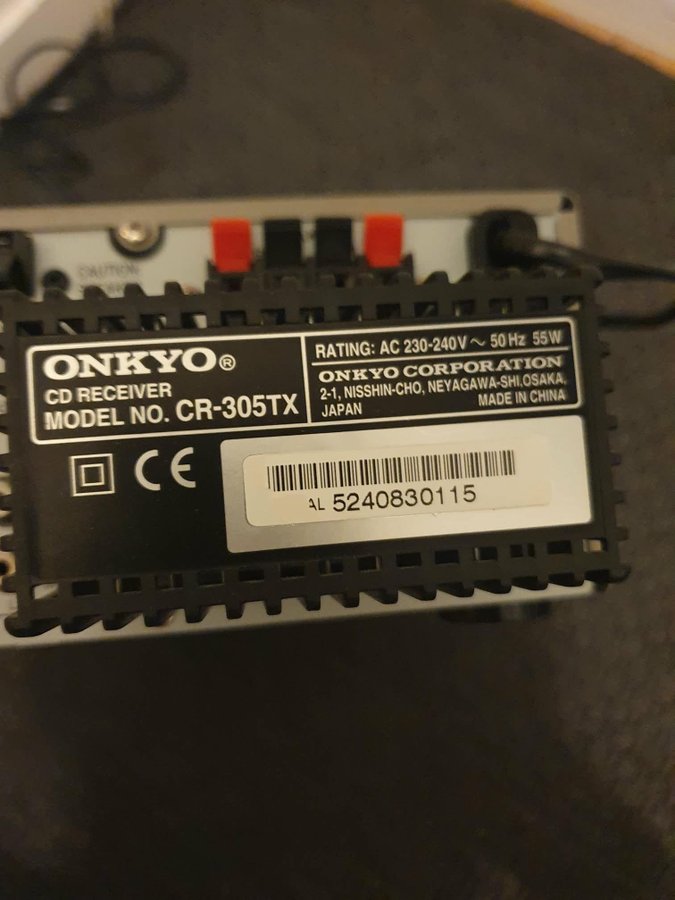 CAUTION
ONKYO®
CD RECEIVER
MODEL NO. CR-305TX
RATING: AC 230-240V ~ 50Hz 55W
ONKYO CORPORATION
2-1, NISSHIN-CHO, NEYAGAWA-SHI.OSAKA,
JAPAN MADE IN CHINA
CE
AL 5240830115